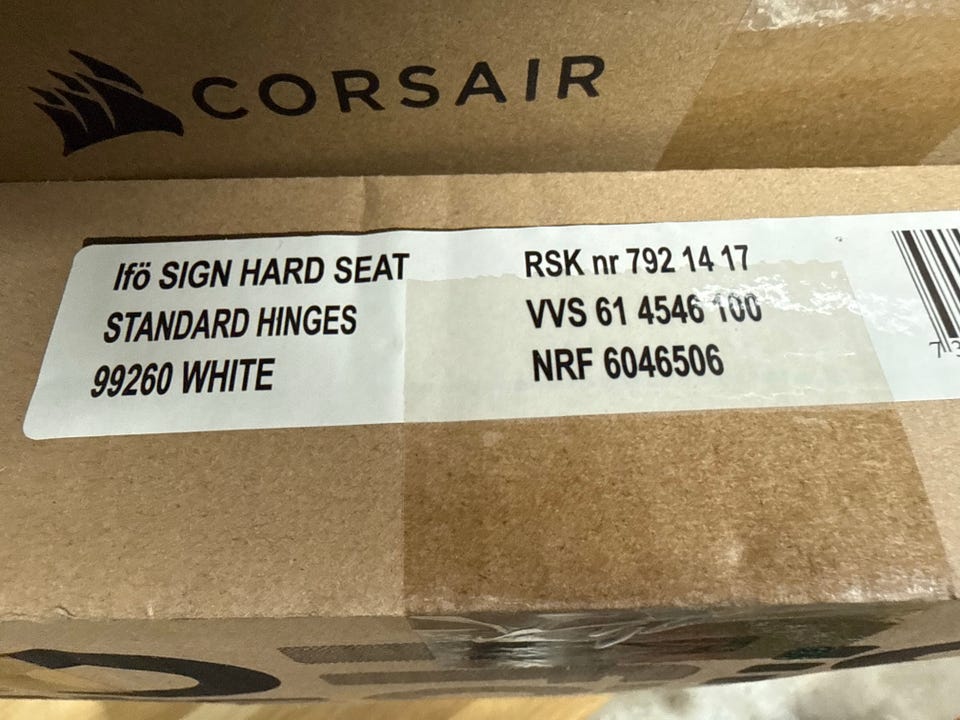 CORSAIR
Ifö SIGN HARD SEAT
STANDARD HINGES
99260 WHITE
RSK nr 792 14 17
VVS 61 4546 100
NRF 6046506
73